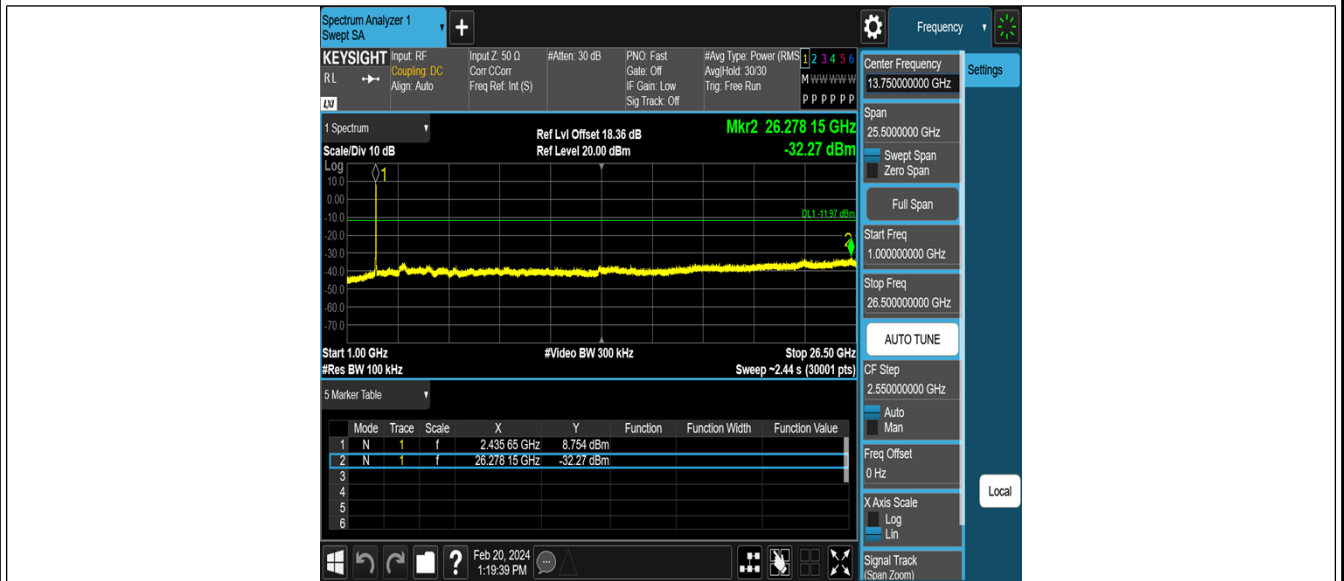 Spectrum Analyzer 1
Swept SA
+
Frequency
KEYSIGHT Input: RF Input Z: 50 Ω #Atten: 30 dB PNO: Fast #Avg Type: Power (RMS 1 2 3 4 5 6
RL Coupling: DC Corr CCorr Gate: Off Avg|Hold: 30/30 M W W W W W
Align: Auto Freq Ref: Int (S) IF Gain: Low Trig: Free Run
LXI Sig Track: Off P P P P P P
1 Spectrum
Scale/Div 10 dB
Ref Lvl Offset 18.36 dB
Ref Level 20.00 dBm
Mkr2 26.278 15 GHz
-32.27 dBm
Log
1
10.0
0.00
-10.0
DL1 -11.97 dBm
-20.0
2
-30.0
-40.0
-50.0
-60.0
-70.0
Start 1.00 GHz #Video BW 300 kHz Stop 26.50 GHz
#Res BW 100 kHz Sweep ~2.44 s (30001 pts)
5 Marker Table
Mode Trace Scale X Y Function Function Width Function Value
1 N 1 f 2.435 65 GHz 8.754 dBm
2 N 1 f 26.278 15 GHz -32.27 dBm
3
4
5
6
?
Feb 20, 2024
1:19:39 PM
Center Frequency
13.750000000 GHz
Settings
Span
25.5000000 GHz
Swept Span
Zero Span
Full Span
Start Freq
1.000000000 GHz
Stop Freq
26.500000000 GHz
AUTO TUNE
CF Step
2.550000000 GHz
Auto
Man
Freq Offset
0 Hz
Local
X Axis Scale
Log
Lin
Signal Track
(Span Zoom)